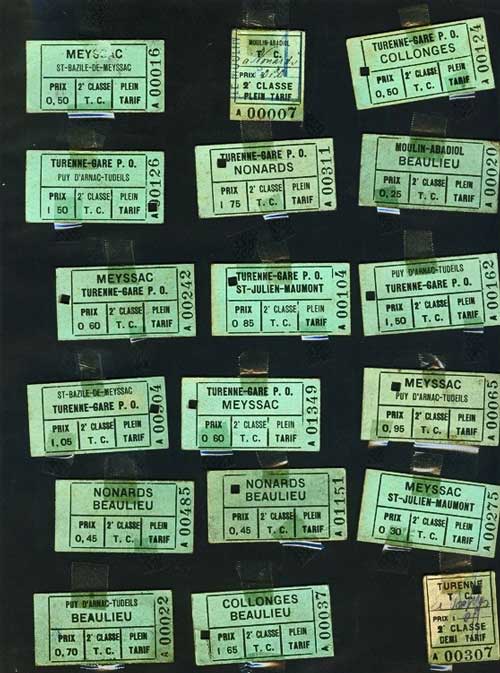 MEYSSAC
ST-BAZILE-DE-MEYSSAC
PRIX 2ᵉ CLASSE PLEIN
0,50 T. C. TARIF
A 00016
MOULIN-ABADIOL
T. C.
PRIX
2ᵉ CLASSE
PLEIN TARIF
A 00007
TURENNE-GARE P. O.
COLLONGES
PRIX 2ᵉ CLASSE PLEIN
0,50 T. C. TARIF
A 00124
TURENNE-GARE P. O.
PUY D'ARNAC-TUDEILS
PRIX 2ᵉ CLASSE PLEIN
1 50 T. C. TARIF
A 00126
TURENNE-GARE P. O.
NONARDS
PRIX 2ᵉ CLASSE PLEIN
1 75 T. C. TARIF
A 00311
MOULIN-ABADIOL
BEAULIEU
PRIX 2ᵉ CLASSE PLEIN
0,25 T. C. TARIF
A 00020
MEYSSAC
TURENNE-GARE P. O.
PRIX 2ᵉ CLASSE PLEIN
0 60 T. C. TARIF
A 00242
TURENNE-GARE P. O.
ST-JULIEN-MAUMONT
PRIX 2ᵉ CLASSE PLEIN
0 85 T. C. TARIF
A 00104
PUY D'ARNAC-TUDEILS
TURENNE-GARE P. O.
PRIX 2ᵉ CLASSE PLEIN
1,50 T. C. TARIF
A 00162
ST-BAZILE-DE-MEYSSAC
TURENNE-GARE P. O.
PRIX 2ᵉ CLASSE PLEIN
1,05 T. C. TARIF
A
TURENNE-GARE P. O.
MEYSSAC
PRIX 2ᵉ CLASSE PLEIN
0 60 T. C. TARIF
A 01349
MEYSSAC
PUY D'ARNAC-TUDEILS
PRIX 2ᵉ CLASSE PLEIN
0,95 T. C. TARIF
A 00065
NONARDS
BEAULIEU
PRIX 2ᵉ CLASSE PLEIN
0,45 T. C. TARIF
A 00485
NONARDS
BEAULIEU
PRIX 2ᵉ CLASSE PLEIN
0,45 T. C. TARIF
A 01151
MEYSSAC
ST-JULIEN-MAUMONT
PRIX 2ᵉ CLASSE PLEIN
0 30 T. C. TARIF
A 00275
PUY D'ARNAC-TUDEILS
BEAULIEU
PRIX 2ᵉ CLASSE PLEIN
0,70 T. C. TARIF
A 00022
COLLONGES
BEAULIEU
PRIX 2ᵉ CLASSE PLEIN
1 65 T. C. TARIF
A 00037
TURENNE
T. C.
PRIX
2ᵉ CLASSE
DEMI TARIF
A 00307